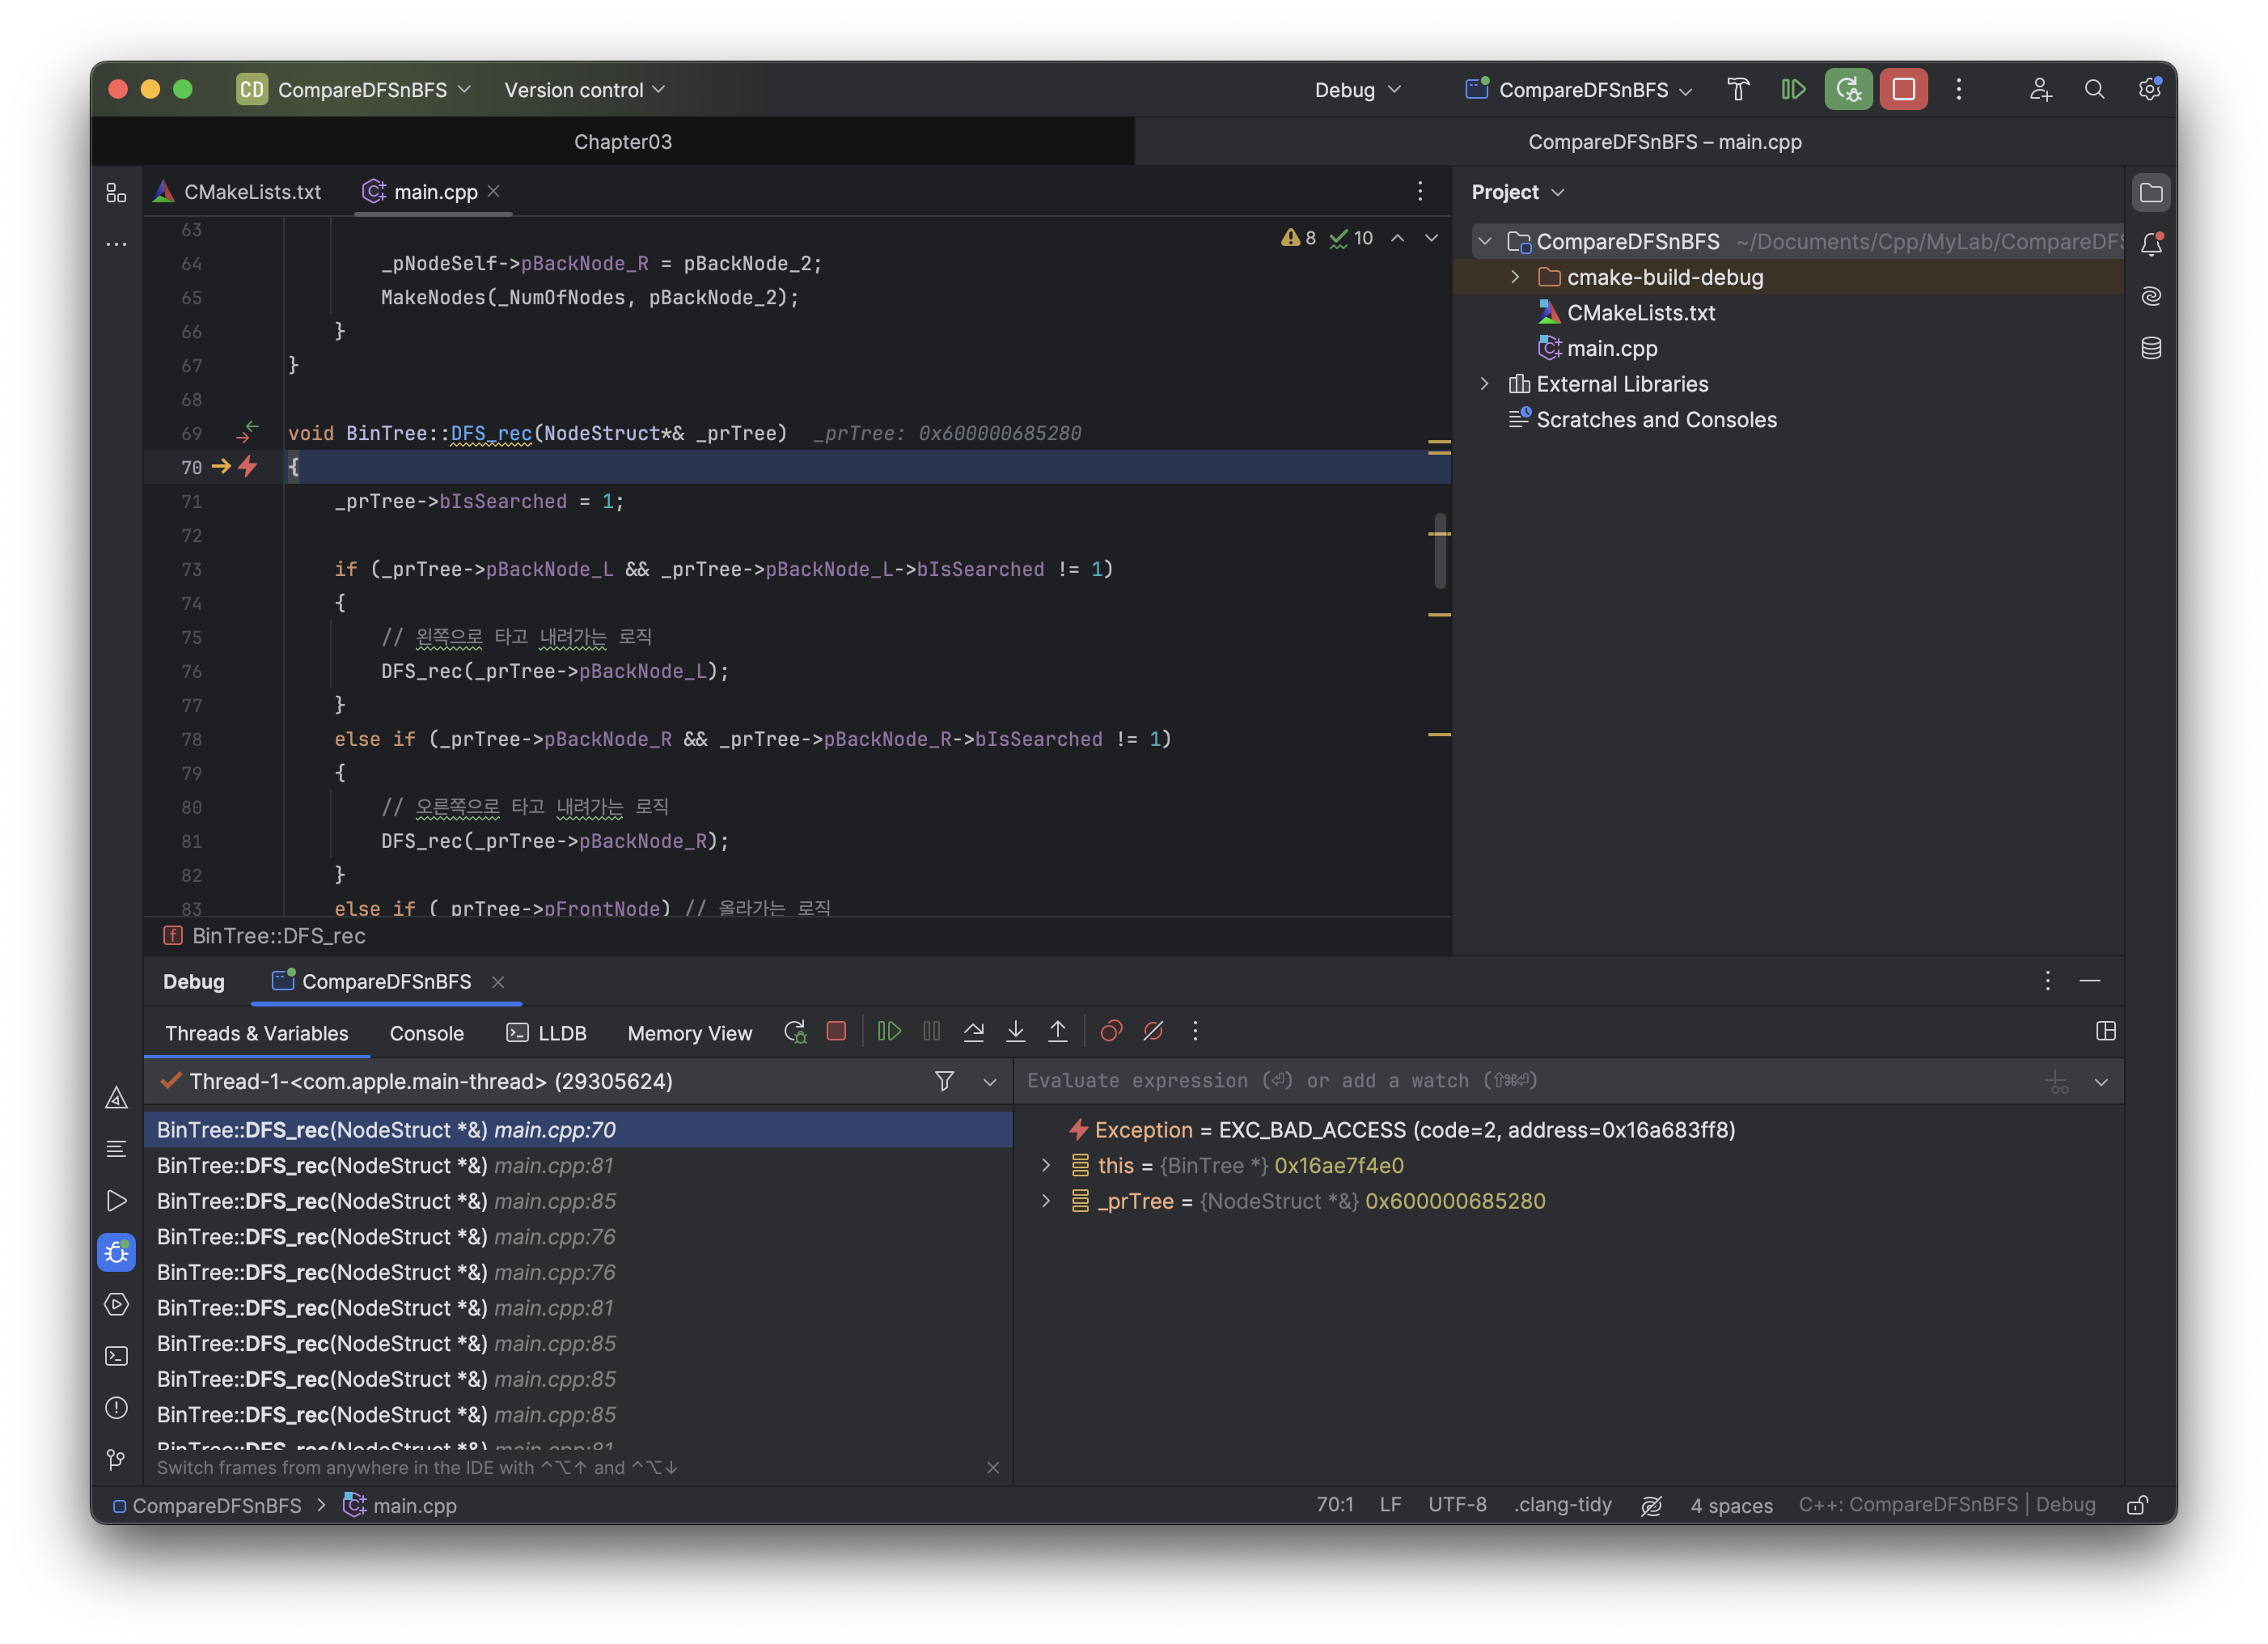 CD CompareDFSnBFS Version control Debug CompareDFSnBFS
Chapter03 CompareDFSnBFS – main.cpp
CMakeLists.txt main.cpp
8 10
63
64 _pNodeSelf->pBackNode_R = pBackNode_2;
65 MakeNodes(_NumOfNodes, pBackNode_2);
66 }
67 }
68
69 void BinTree::DFS_rec(NodeStruct*& _prTree) _prTree: 0x600000685280
70 {
71 _prTree->bIsSearched = 1;
72
73 if (_prTree->pBackNode_L && _prTree->pBackNode_L->bIsSearched != 1)
74 {
75 // 왼쪽으로 타고 내려가는 로직
76 DFS_rec(_prTree->pBackNode_L);
77 }
78 else if (_prTree->pBackNode_R && _prTree->pBackNode_R->bIsSearched != 1)
79 {
80 // 오른쪽으로 타고 내려가는 로직
81 DFS_rec(_prTree->pBackNode_R);
82 }
83 else if (_prTree->pFrontNode) // 올라가는 로직
f BinTree::DFS_rec
Project
CompareDFSnBFS ~/Documents/Cpp/MyLab/CompareDFS
cmake-build-debug
CMakeLists.txt
main.cpp
External Libraries
Scratches and Consoles
Debug CompareDFSnBFS
Threads & Variables Console LLDB Memory View
Thread-1-<com.apple.main-thread> (29305624)
BinTree::DFS_rec(NodeStruct *&) main.cpp:70
BinTree::DFS_rec(NodeStruct *&) main.cpp:81
BinTree::DFS_rec(NodeStruct *&) main.cpp:85
BinTree::DFS_rec(NodeStruct *&) main.cpp:76
BinTree::DFS_rec(NodeStruct *&) main.cpp:76
BinTree::DFS_rec(NodeStruct *&) main.cpp:81
BinTree::DFS_rec(NodeStruct *&) main.cpp:85
BinTree::DFS_rec(NodeStruct *&) main.cpp:85
BinTree::DFS_rec(NodeStruct *&) main.cpp:85
BinTree::DFS_rec(NodeStruct *&) main.cpp:81
Switch frames from anywhere in the IDE with ⌃⌥↑ and ⌃⌥↓
Evaluate expression (⏎) or add a watch (⇧⌘⏎)
Exception = EXC_BAD_ACCESS (code=2, address=0x16a683ff8)
this = {BinTree *} 0x16ae7f4e0
_prTree = {NodeStruct *&} 0x600000685280
CompareDFSnBFS > main.cpp 70:1 LF UTF-8 .clang-tidy 4 spaces C++: CompareDFSnBFS | Debug